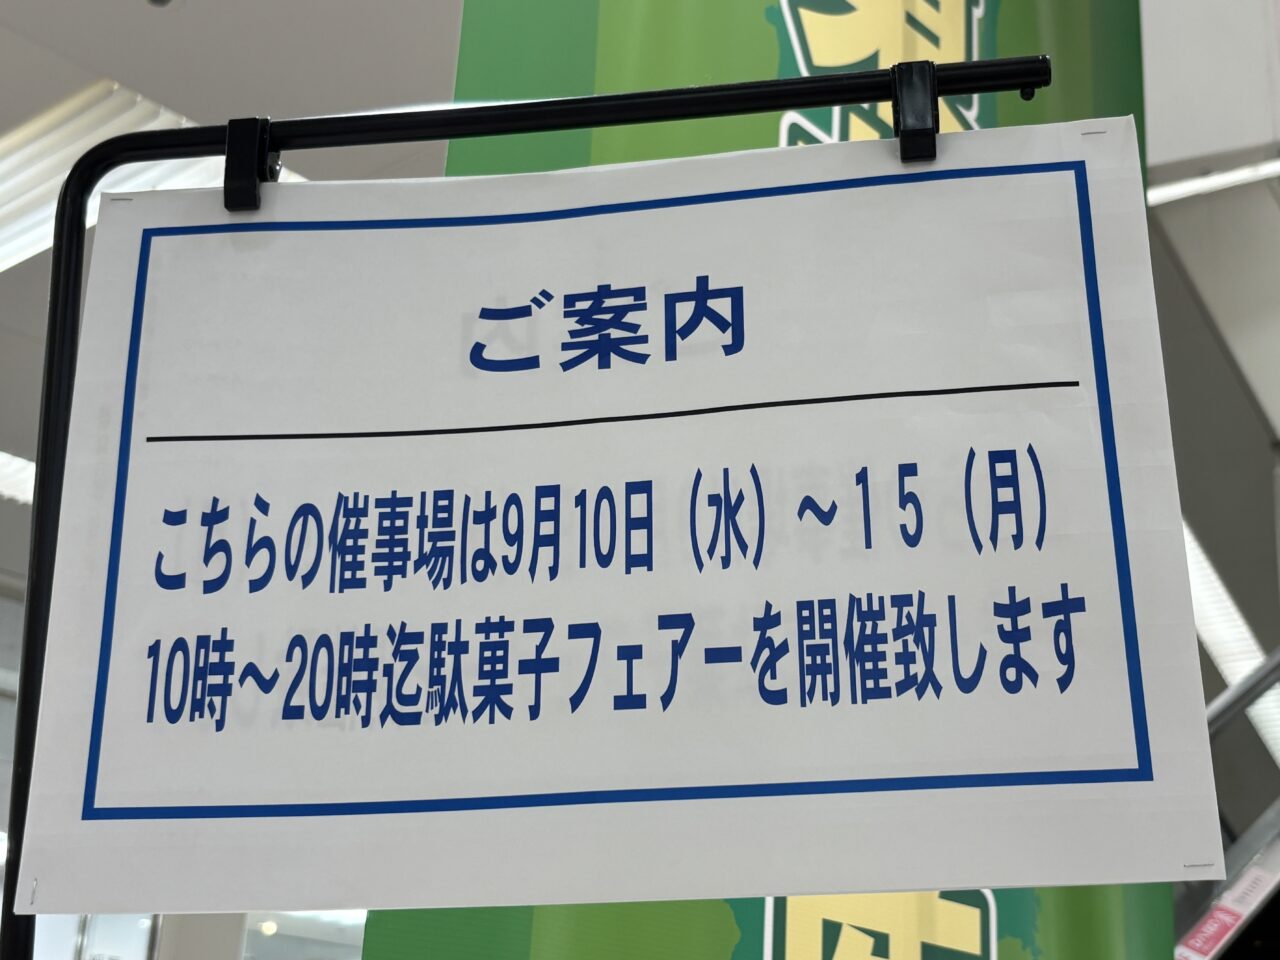 ご案内
こちらの催事場は9月10日（水）～１５（月）
10時～20時迄駄菓子フェアーを開催致します